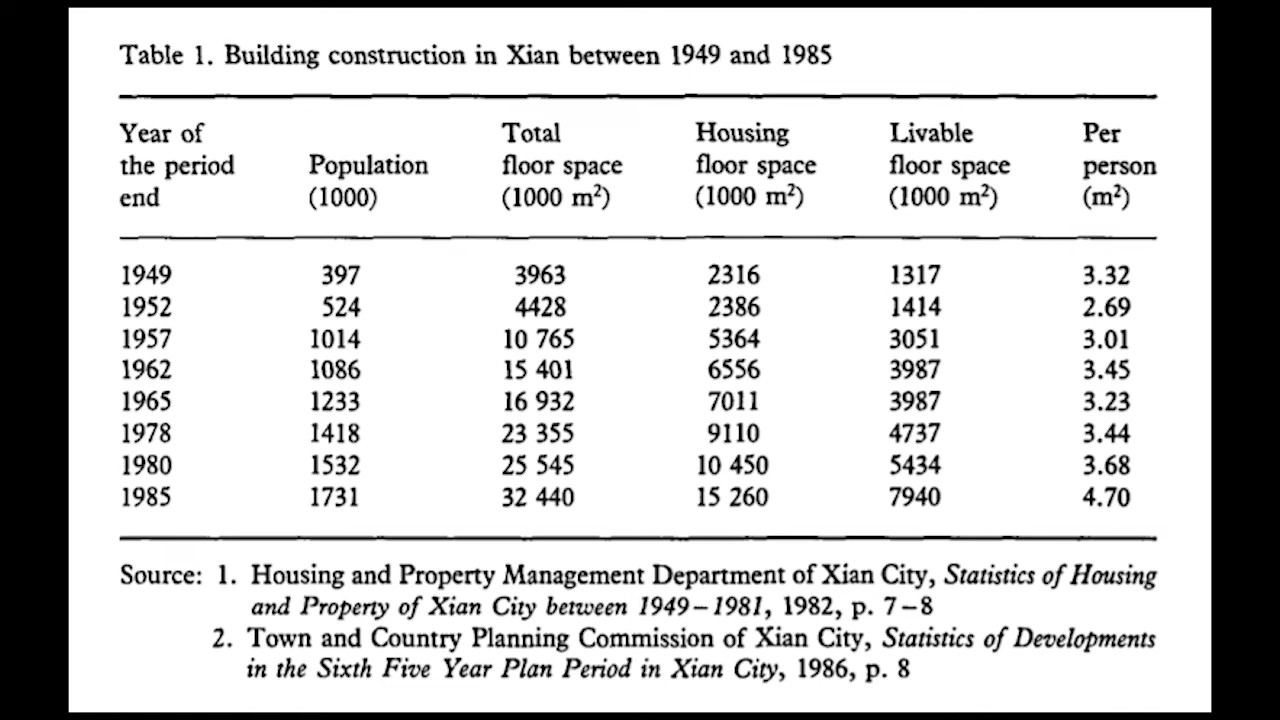 Table 1. Building construction in Xian between 1949 and 1985
Year of the period end Population (1000) Total floor space (1000 m²) Housing floor space (1000 m²) Livable floor space (1000 m²) Per person (m²)
1949 397 3963 2316 1317 3.32
1952 524 4428 2386 1414 2.69
1957 1014 10 765 5364 3051 3.01
1962 1086 15 401 6556 3987 3.45
1965 1233 16 932 7011 3987 3.23
1978 1418 23 355 9110 4737 3.44
1980 1532 25 545 10 450 5434 3.68
1985 1731 32 440 15 260 7940 4.70
Source: 1. Housing and Property Management Department of Xian City, Statistics of Housing
and Property of Xian City between 1949–1981, 1982, p. 7–8
2. Town and Country Planning Commission of Xian City, Statistics of Developments
in the Sixth Five Year Plan Period in Xian City, 1986, p. 8